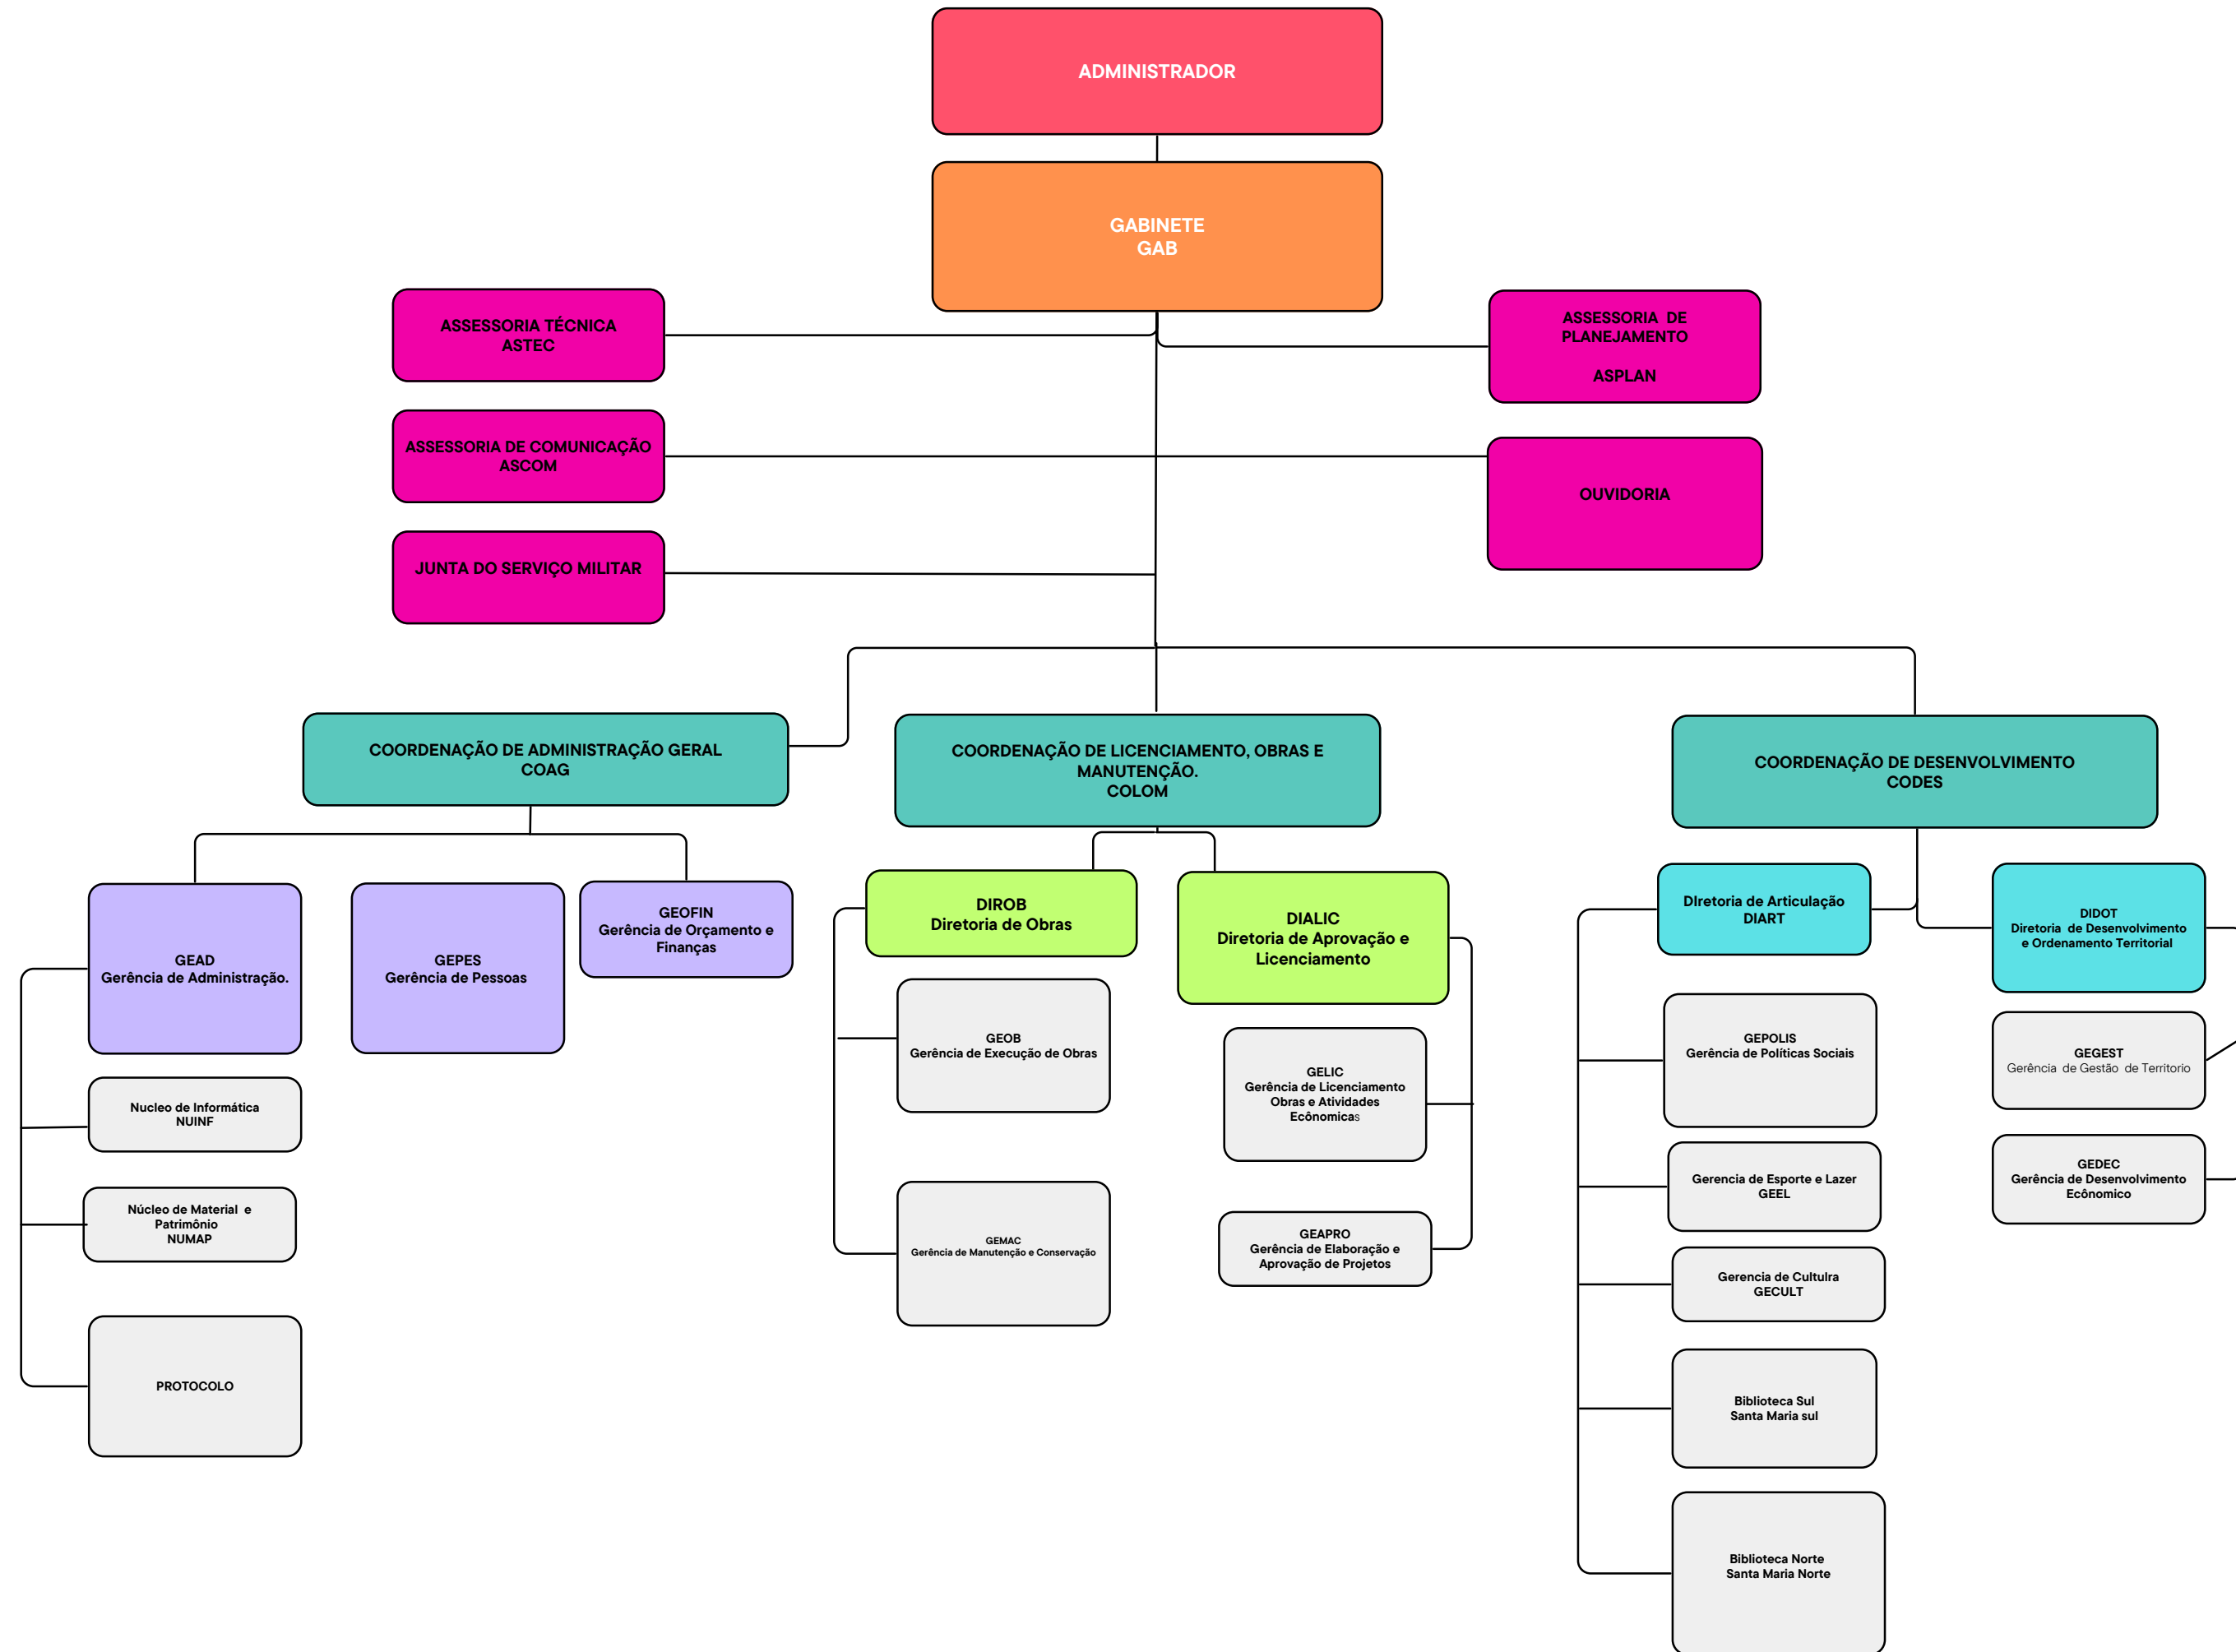 ADMINISTRADOR
GABINETE
GAB
ASSESSORIA TÉCNICA
ASTEC
ASSESSORIA DE
PLANEJAMENTO
ASPLAN
ASSESSORIA DE COMUNICAÇÃO
ASCOM
OUVIDORIA
JUNTA DO SERVIÇO MILITAR
COORDENAÇÃO DE ADMINISTRAÇÃO GERAL
COAG
COORDENAÇÃO DE LICENCIAMENTO, OBRAS E
MANUTENÇÃO.
COLOM
COORDENAÇÃO DE DESENVOLVIMENTO
CODES
GEAD
Gerência de Administração.
GEPES
Gerência de Pessoas
GEOFIN
Gerência de Orçamento e
Finanças
DIROB
Diretoria de Obras
DIALIC
Diretoria de Aprovação e
Licenciamento
DIretoria de Articulação
DIART
DIDOT
Diretoria de Desenvolvimento
e Ordenamento Territorial
Nucleo de Informática
NUINF
Núcleo de Material e
Patrimônio
NUMAP
PROTOCOLO
GEOB
Gerência de Execução de Obras
GEMAC
Gerência de Manutenção e Conservação
GELIC
Gerência de Licenciamento
Obras e Atividades
Ecônomicas
GEAPRO
Gerência de Elaboração e
Aprovação de Projetos
GEPOLIS
Gerência de Políticas Sociais
Gerencia de Esporte e Lazer
GEEL
Gerencia de Cultulra
GECULT
Biblioteca Sul
Santa Maria sul
Biblioteca Norte
Santa Maria Norte
GEGEST
Gerência de Gestão de Territorio
GEDEC
Gerência de Desenvolvimento
Ecônomico